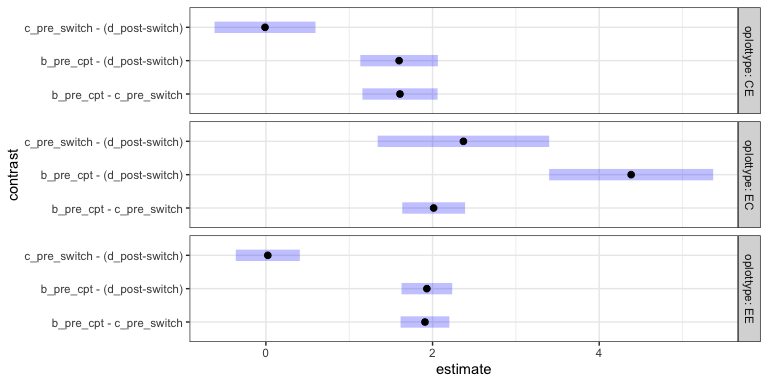 c_pre_switch - (d_post-switch)
b_pre_cpt - (d_post-switch)
b_pre_cpt - c_pre_switch
oplottype: CE
c_pre_switch - (d_post-switch)
b_pre_cpt - (d_post-switch)
b_pre_cpt - c_pre_switch
oplottype: EC
c_pre_switch - (d_post-switch)
b_pre_cpt - (d_post-switch)
b_pre_cpt - c_pre_switch
oplottype: EE
contrast
0 2 4
estimate